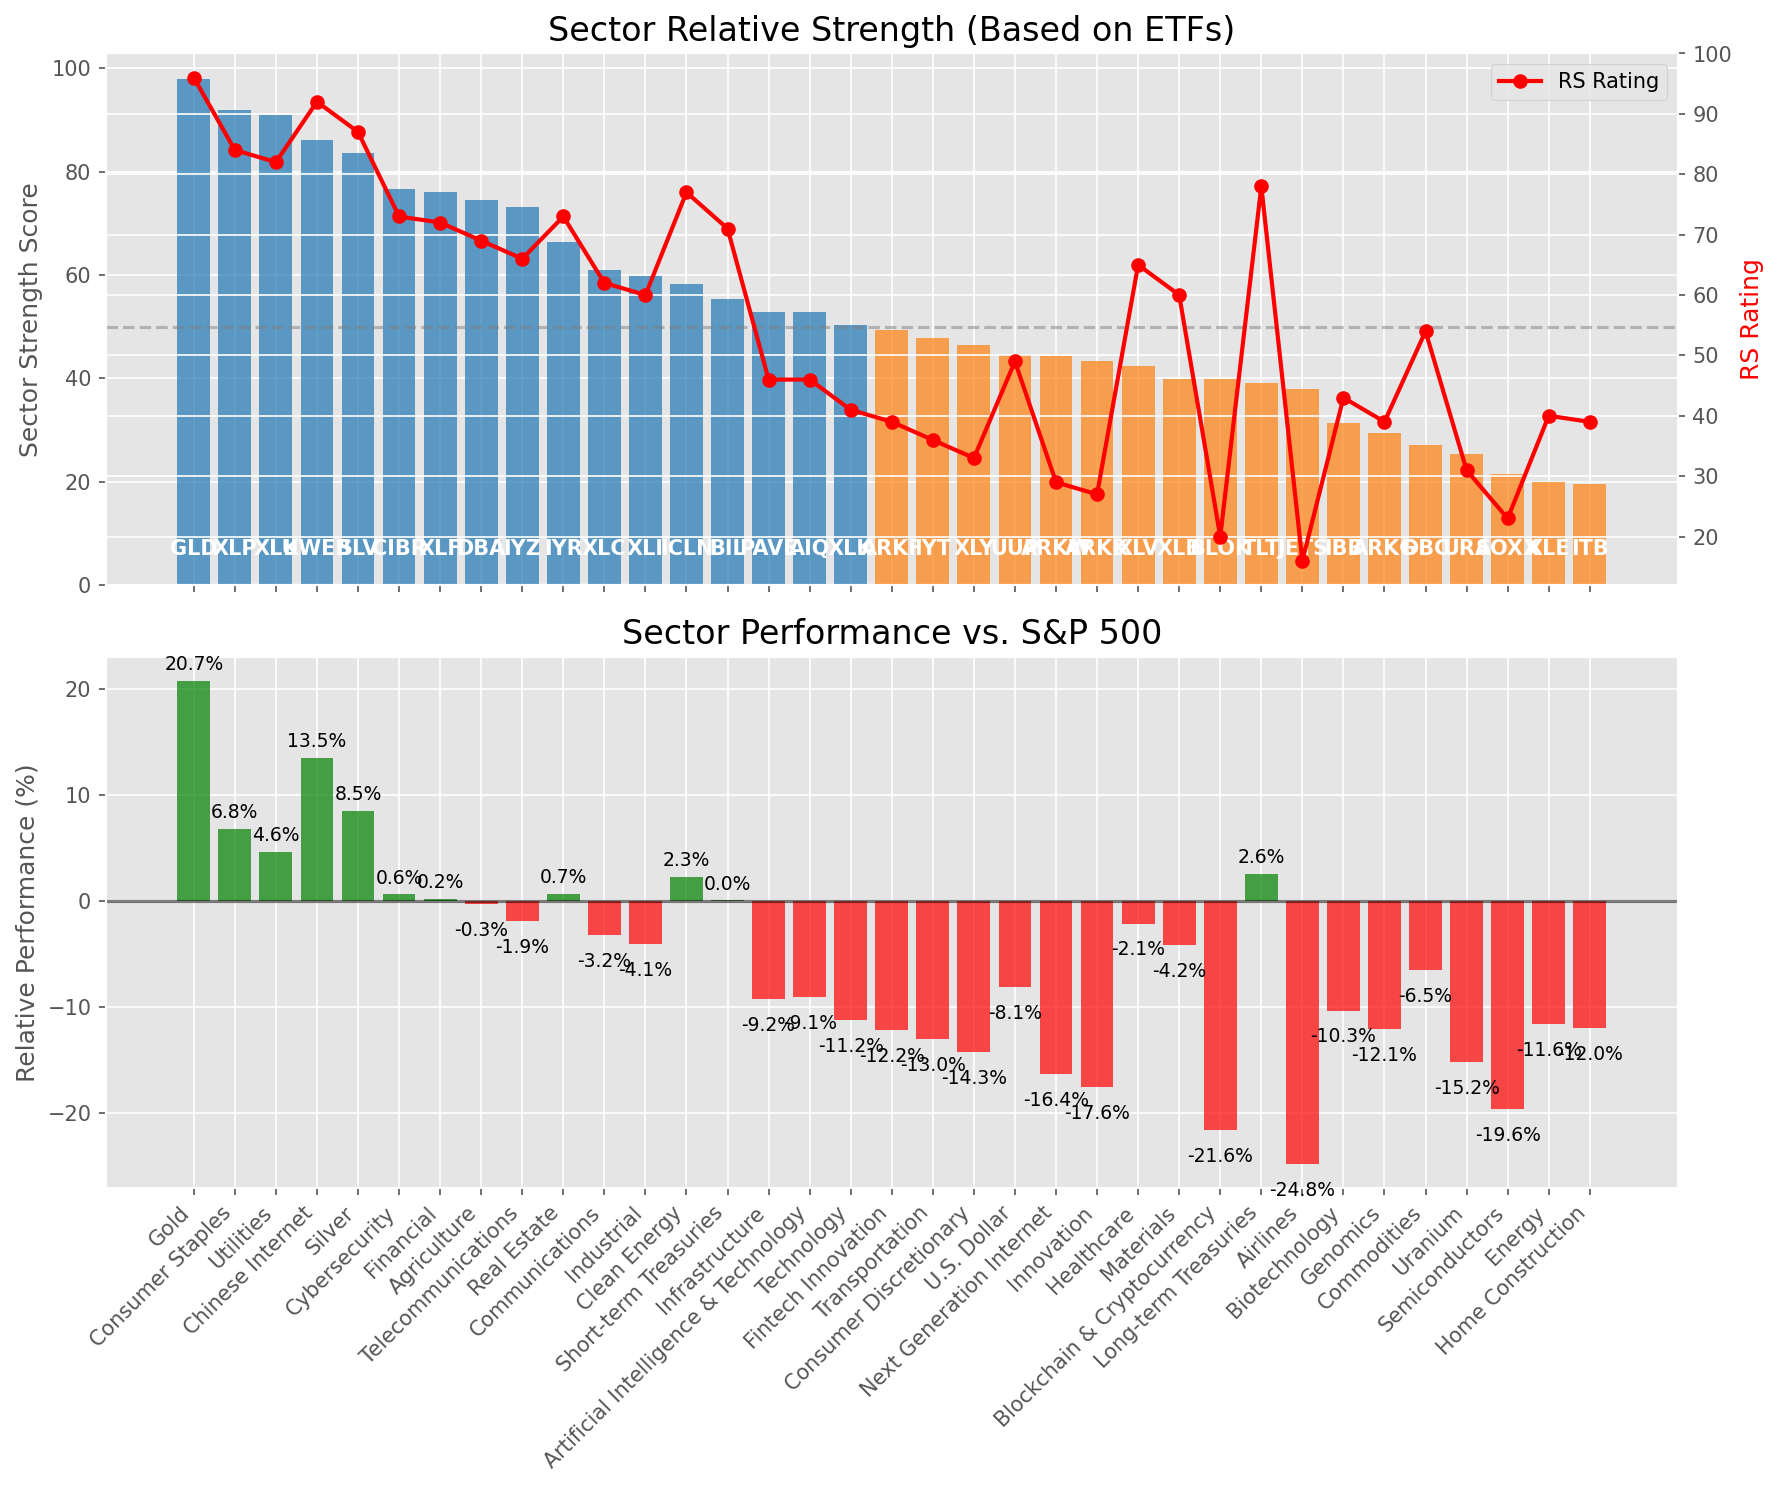 Sector Relative Strength (Based on ETFs)
Sector Strength Score
100
80
60
40
20
0
RS Rating
100
90
80
70
60
50
40
30
20
RS Rating
GLD XLP XLU KWEB SLV CIBR XLF DBA IYZ IYR XLC XLI ICLN BIL PAVE AIQ XLK ARKF IYT XLY UUP ARKW ARKK XLV XLB BLOK TLT JETS SIBB ARKG DBC URA SOXX XLE ITB
Sector Performance vs. S&P 500
Relative Performance (%)
20
10
0
−10
−20
20.7%
6.8%
4.6%
13.5%
8.5%
0.6%
0.2%
-0.3%
-1.9%
0.7%
-3.2%
-4.1%
2.3%
0.0%
-9.2%
-9.1%
-11.2%
-12.2%
-13.0%
-14.3%
-8.1%
-16.4%
-17.6%
-2.1%
-4.2%
-21.6%
2.6%
-24.8%
-10.3%
-12.1%
-6.5%
-15.2%
-19.6%
-11.6%
-12.0%
Gold
Consumer Staples
Utilities
Chinese Internet
Silver
Cybersecurity
Financial
Agriculture
Telecommunications
Real Estate
Communications
Industrial
Clean Energy
Short-term Treasuries
Infrastructure
Artificial Intelligence & Technology
Technology
Fintech Innovation
Transportation
Consumer Discretionary
U.S. Dollar
Next Generation Internet
Innovation
Healthcare
Materials
Blockchain & Cryptocurrency
Long-term Treasuries
Airlines
Biotechnology
Genomics
Commodities
Uranium
Semiconductors
Energy
Home Construction